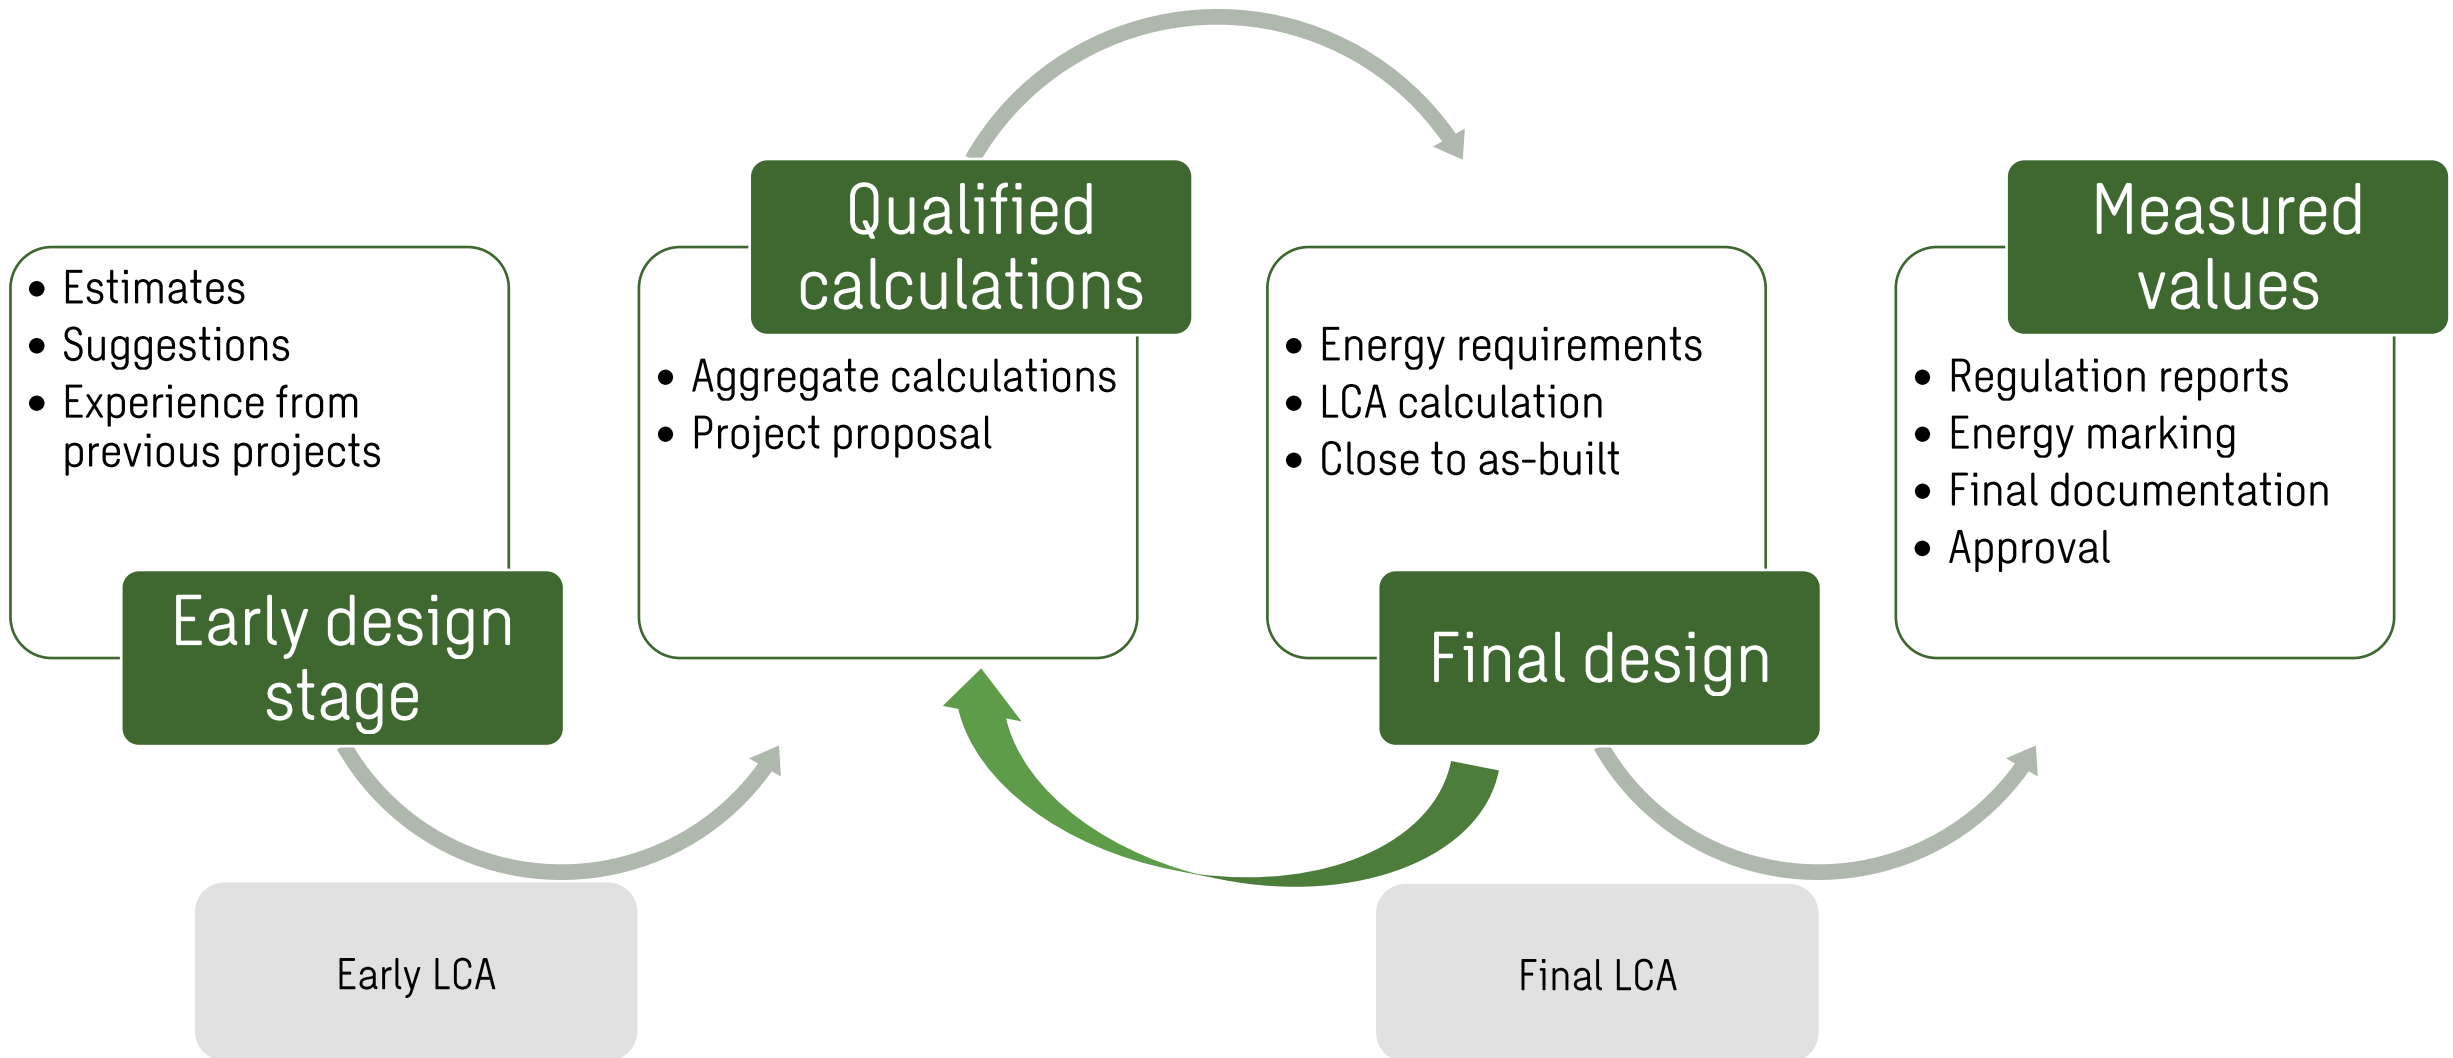 Estimates
Suggestions
Experience from
previous projects
Early design
stage
Qualified
calculations
Aggregate calculations
Project proposal
Energy requirements
LCA calculation
Close to as-built
Final design
Measured
values
Regulation reports
Energy marking
Final documentation
Approval
Early LCA
Final LCA